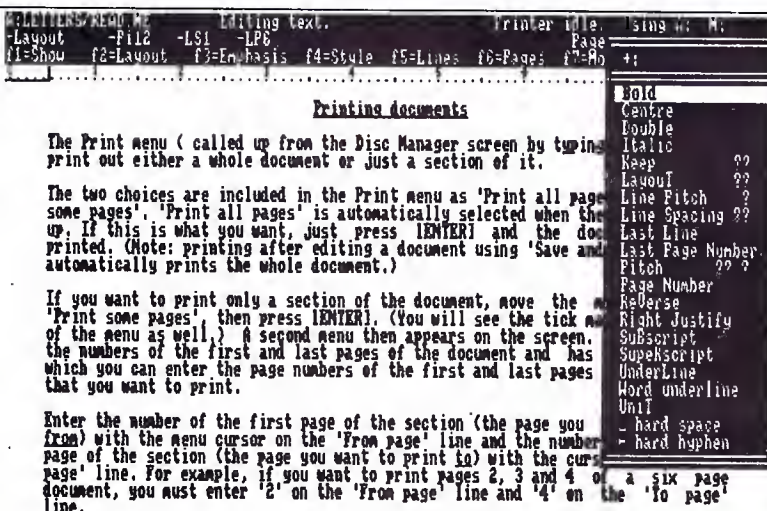 A:LETTERS/READ.ME Editing text. Printer idle. Using A: M:
-Layout -Pi12 -LS1 -LP6 Page
f1=Show f2=Layout f3=Emphasis f4=Style f5=Lines f6=Pages f7=Mo
+:
Bold
Centre
Double
Italic
Keep ??
LayouT ??
Line Pitch ?
Line Spacing ??
Last Line
Last Page Number
Pitch ?? ?
Page Number
ReVerse
Right Justify
SuBscript
SupeRscript
UnderLine
Word underline
UniT
hard space
hard hyphen
Printing documents
The Print menu ( called up from the Disc Manager screen by typing
print out either a whole document or just a section of it.
The two choices are included in the Print menu as 'Print all page
some pages'. 'Print all pages' is automatically selected when the
up. If this is what you want, just press [ENTER] and the doc
printed. (Note: printing after editing a document using 'Save and
automatically prints the whole document.)
If you want to print only a section of the document, move the
'Print some pages', then press [ENTER]. (You will see the tick
of the menu as well.) A second menu then appears on the screen.
the numbers of the first and last pages of the document and has
which you can enter the page numbers of the first and last pages
that you want to print.
Enter the number of the first page of the section (the page you
from) with the menu cursor on the 'From page' line and the number
page of the section (the page you want to print to) with the curs
page' line. For example, if you want to print pages 2, 3 and 4 of a six page
document, you must enter '2' on the 'From page' line and '4' on the 'To page'
line.